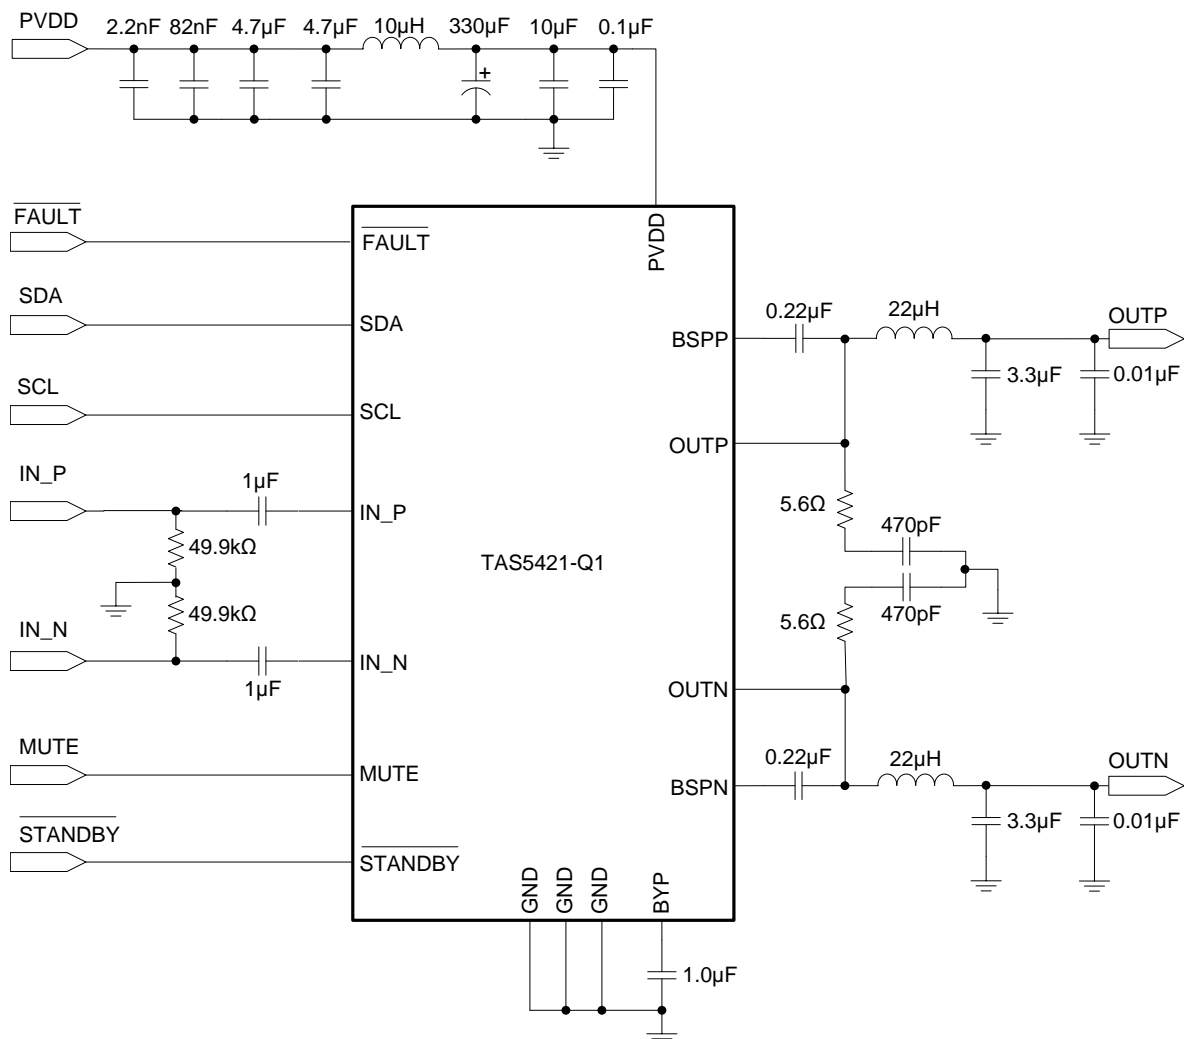 PVDD
2.2nF 82nF 4.7µF 4.7µF 10µH 330µF 10µF 0.1µF
+
FAULT
FAULT
PVDD
SDA
SDA
0.22µF
22µH
OUTP
BSPP
3.3µF
0.01µF
SCL
SCL
OUTP
IN_P
1µF
IN_P
5.6Ω
470pF
49.9kΩ
TAS5421-Q1
49.9kΩ
470pF
5.6Ω
IN_N
1µF
IN_N
OUTN
MUTE
MUTE
0.22µF
22µH
OUTN
BSPN
3.3µF
0.01µF
STANDBY
STANDBY
GND
GND
GND
BYP
1.0µF